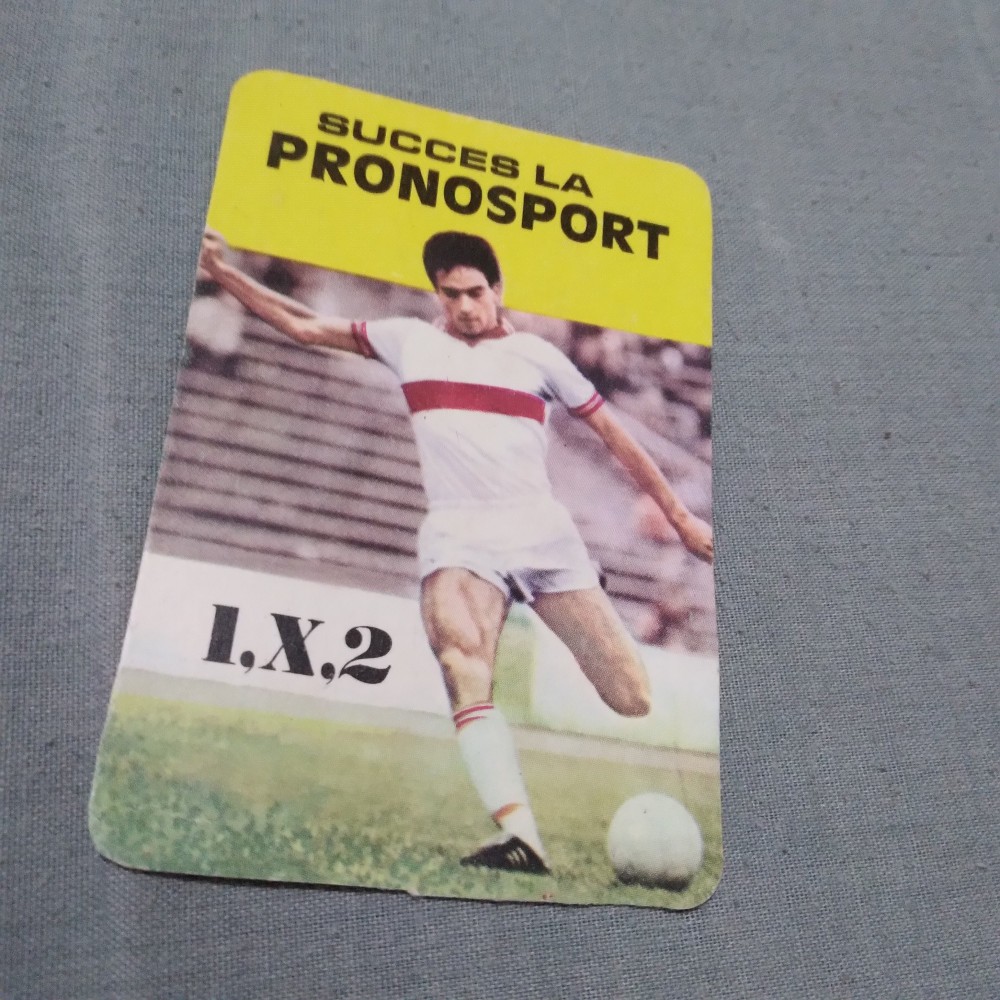 SUCCES LA
PRONOSPORT
1,X,2